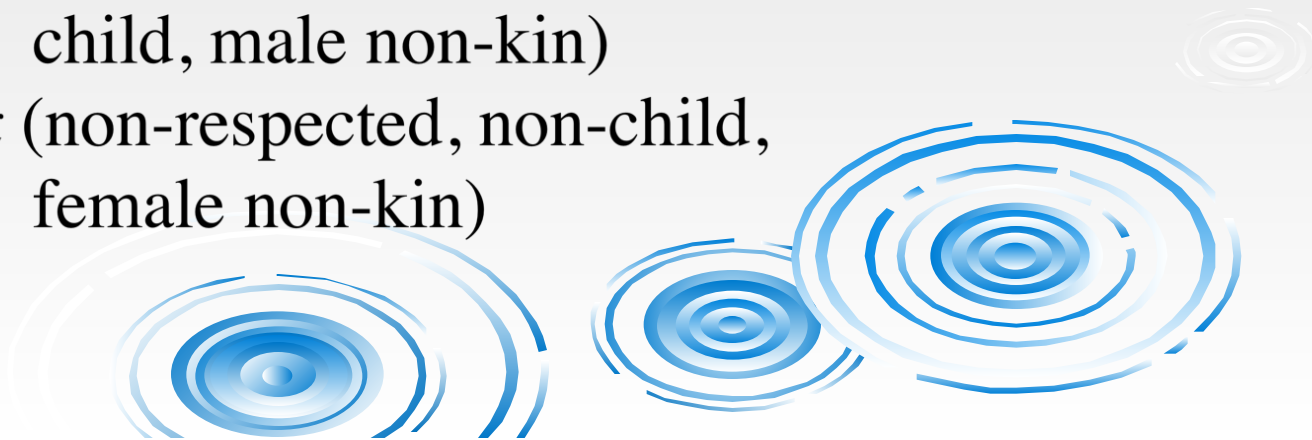 child, male non-kin)
(non-respected, non-child,
female non-kin)